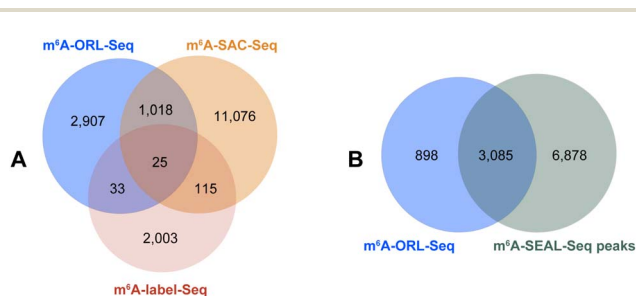 m⁶A-ORL-Seq
m⁶A-SAC-Seq
2,907
1,018
11,076
A
25
33
115
2,003
m⁶A-label-Seq
B
898
3,085
6,878
m⁶A-ORL-Seq
m⁶A-SEAL-Seq peaks